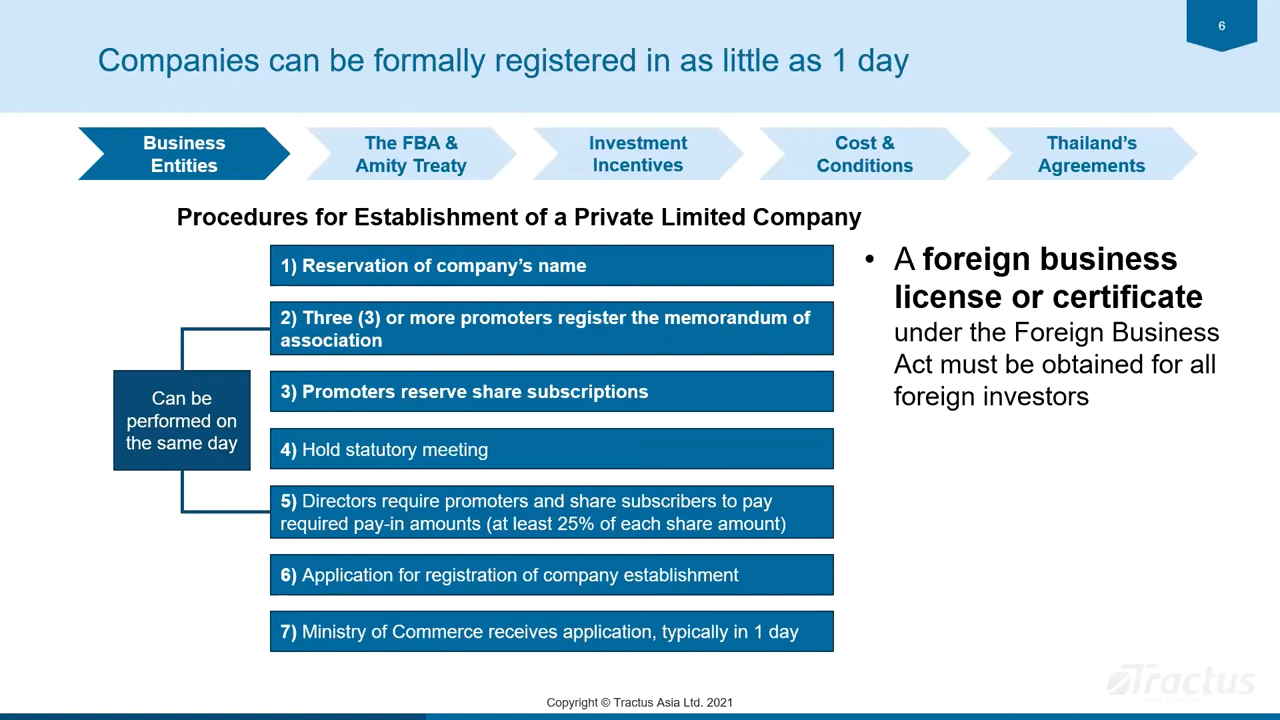 6
Companies can be formally registered in as little as 1 day
Business
Entities
The FBA &
Amity Treaty
Investment
Incentives
Cost &
Conditions
Thailand's
Agreements
Procedures for Establishment of a Private Limited Company
1) Reservation of company's name
2) Three (3) or more promoters register the memorandum of
association
3) Promoters reserve share subscriptions
4) Hold statutory meeting
5) Directors require promoters and share subscribers to pay
required pay-in amounts (at least 25% of each share amount)
6) Application for registration of company establishment
7) Ministry of Commerce receives application, typically in 1 day
Can be
performed on
the same day
• A foreign business
license or certificate
under the Foreign Business
Act must be obtained for all
foreign investors
Tractus
Copyright © Tractus Asia Ltd. 2021